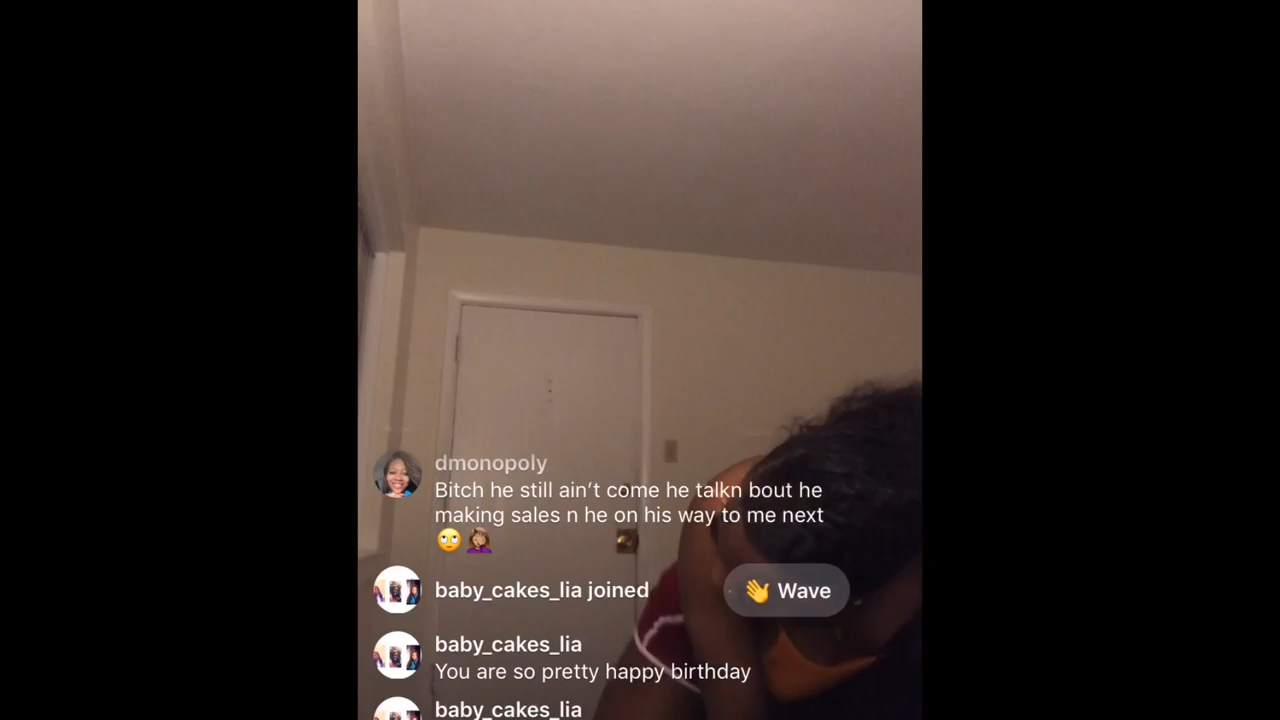 dmonopoly
Bitch he still ain’t come he talkn bout he
making sales n he on his way to me next
🙄🤦🏽‍♀️
baby_cakes_lia joined
👋 Wave
baby_cakes_lia
You are so pretty happy birthday
baby_cakes_lia